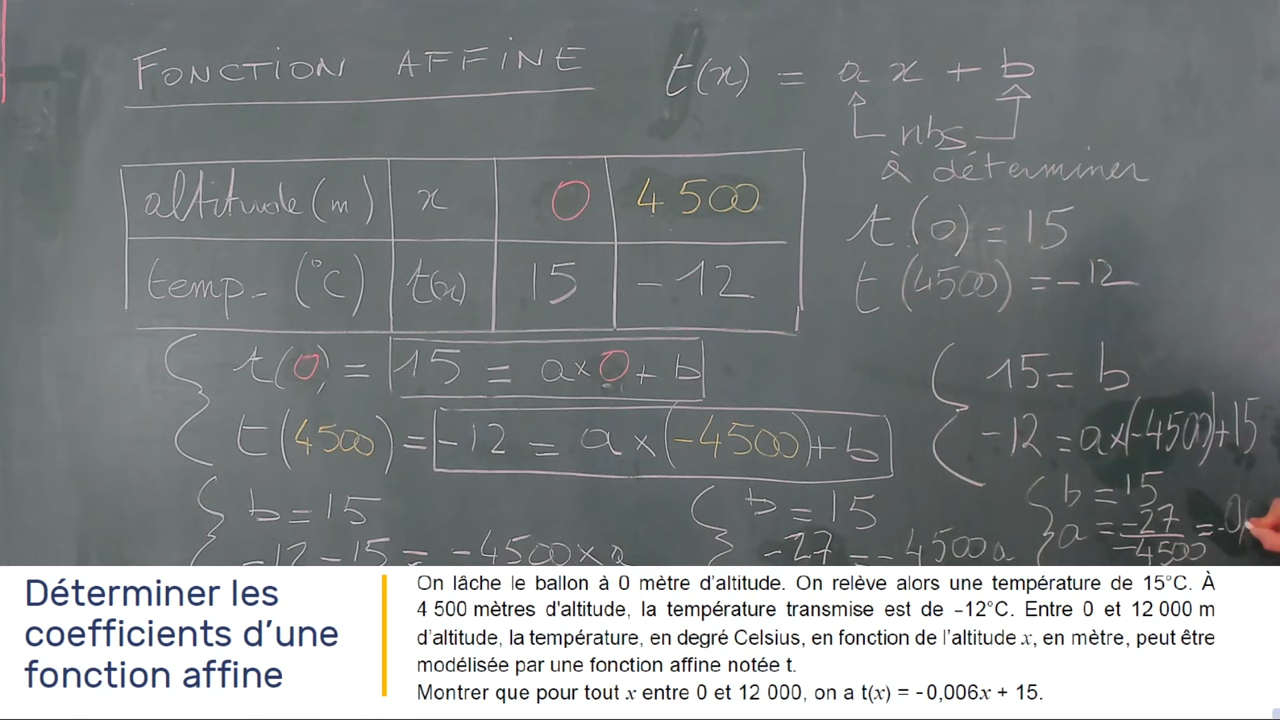 FONCTION AFFINE
t(x) = a x + b
nbs
à déterminer
altitude (m) x 0 4 500
temp. (°C) t(x) 15 -12
t(0) = 15
t(4500) = -12
t(0) = 15 = a×0 + b
t(4500) = -12 = a×(-4500)+b
15 = b
-12 = a×(-4500)+15
b = 15
-12 - 15 = -4500×a
b = 15
-27 = -4500a
b = 15
a = -27/-4500 = -0,
Déterminer les
coefficients d'une
fonction affine
On lâche le ballon à 0 mètre d'altitude. On relève alors une température de 15°C. À
4 500 mètres d'altitude, la température transmise est de –12°C. Entre 0 et 12 000 m
d'altitude, la température, en degré Celsius, en fonction de l'altitude x, en mètre, peut être
modélisée par une fonction affine notée t.
Montrer que pour tout x entre 0 et 12 000, on a t(x) = -0,006x + 15.